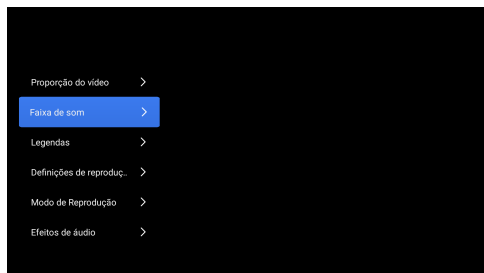 Proporção do vídeo
Faixa de som
Legendas
Definições de reproduç..
Modo de Reprodução
Efeitos de áudio